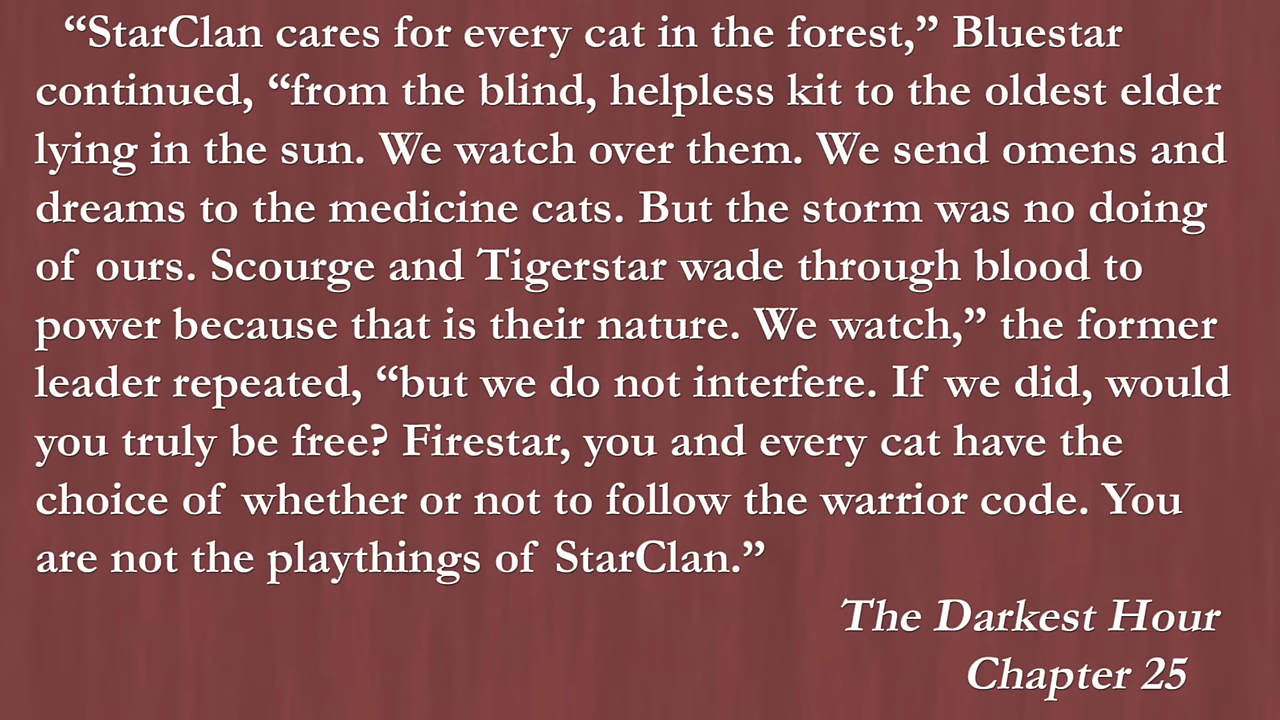 “StarClan cares for every cat in the forest,” Bluestar
continued, “from the blind, helpless kit to the oldest elder
lying in the sun. We watch over them. We send omens and
dreams to the medicine cats. But the storm was no doing
of ours. Scourge and Tigerstar wade through blood to
power because that is their nature. We watch,” the former
leader repeated, “but we do not interfere. If we did, would
you truly be free? Firestar, you and every cat have the
choice of whether or not to follow the warrior code. You
are not the playthings of StarClan.”
The Darkest Hour
Chapter 25